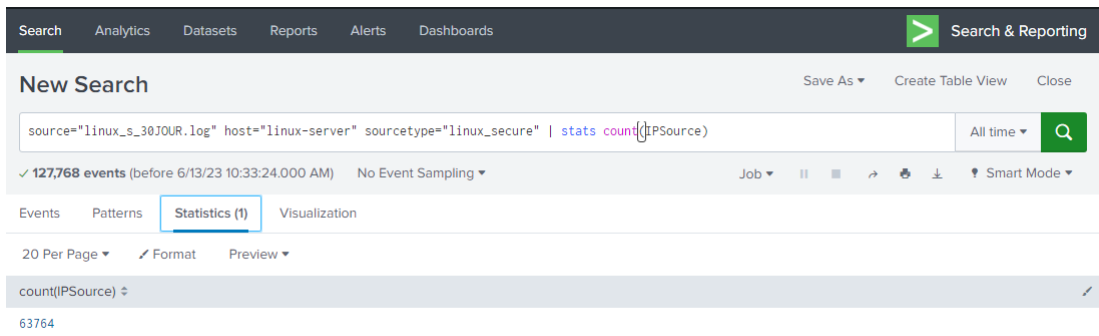 Search Analytics Datasets Reports Alerts Dashboards Search & Reporting
New Search Save As Create Table View Close
source="linux_s_30JOUR.log" host="linux-server" sourcetype="linux_secure" | stats count(IPSource) All time
127,768 events (before 6/13/23 10:33:24.000 AM) No Event Sampling Job Smart Mode
Events Patterns Statistics (1) Visualization
20 Per Page Format Preview
count(IPSource)
63764